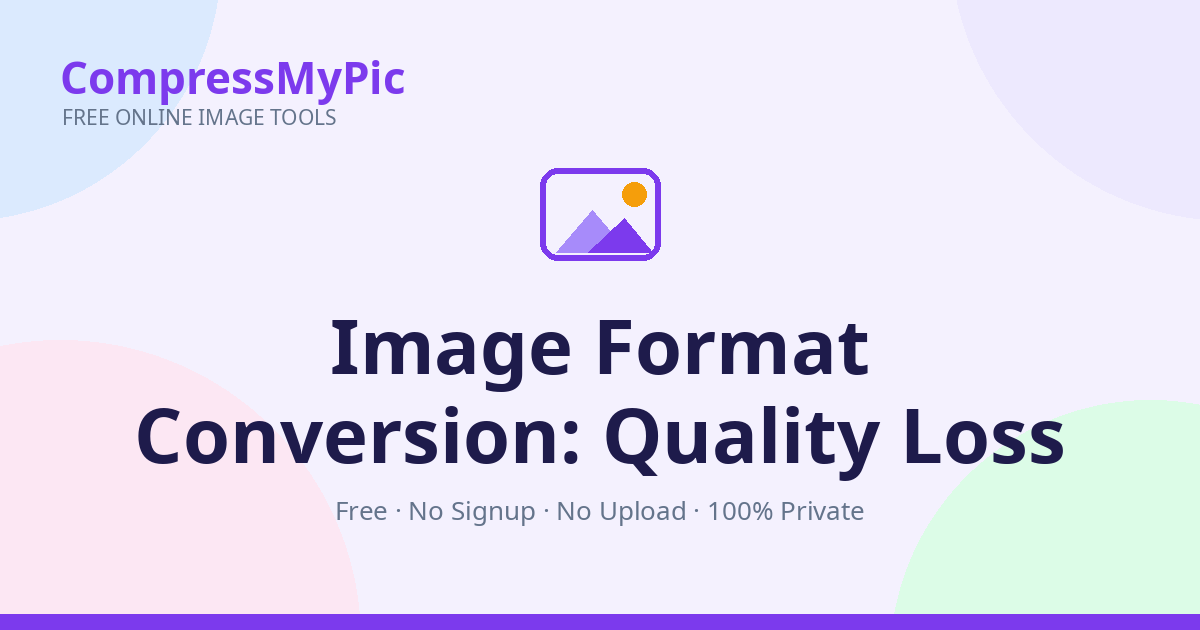 CompressMyPic
FREE ONLINE IMAGE TOOLS
Image Format
Conversion: Quality Loss
Free · No Signup · No Upload · 100% Private